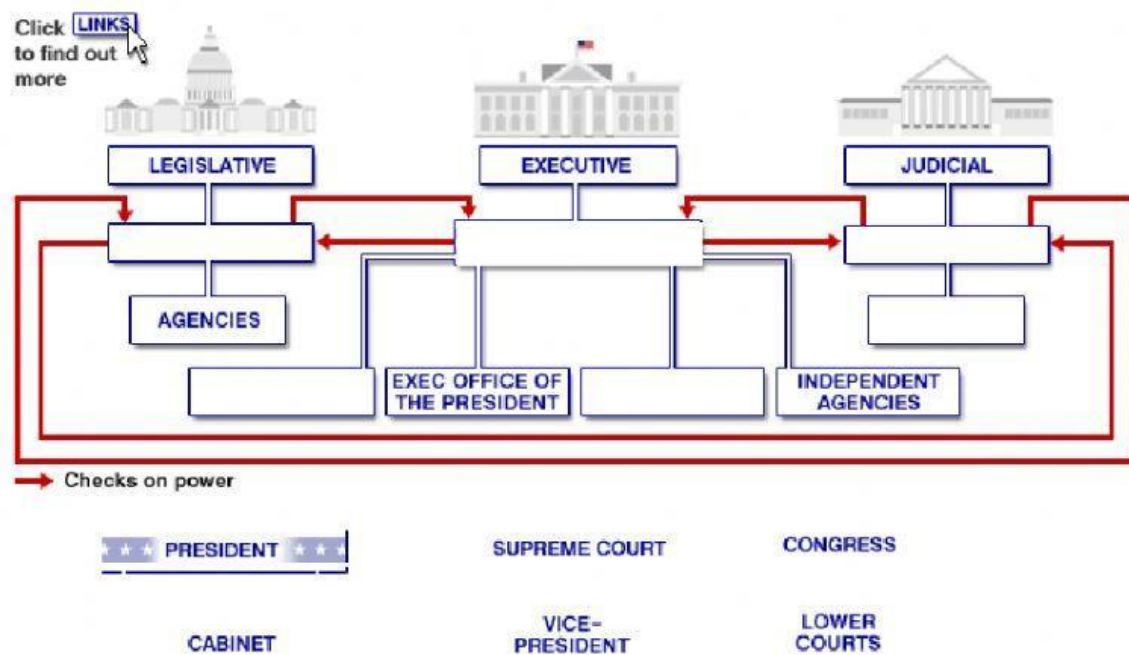 Click LINKS
to find out
more
LEGISLATIVE
EXECUTIVE
JUDICIAL
AGENCIES
EXEC OFFICE OF
THE PRESIDENT
INDEPENDENT
AGENCIES
Checks on power
PRESIDENT
SUPREME COURT
CONGRESS
CABINET
VICE-
PRESIDENT
LOWER
COURTS